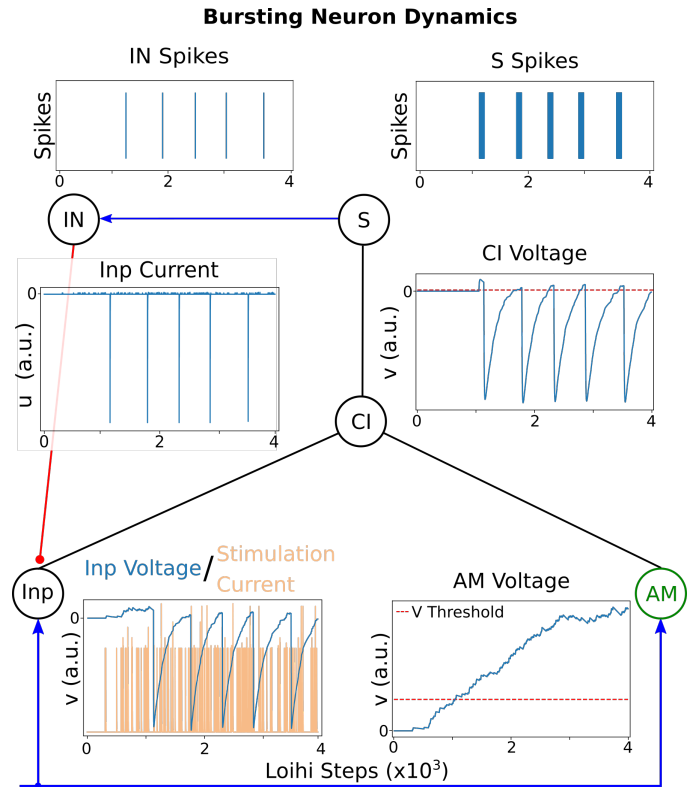 Bursting Neuron Dynamics
IN Spikes
S Spikes
Spikes
0 2 4
Spikes
0 2 4
IN
S
Inp Current
0
u (a.u.)
0 2 4
CI Voltage
0
v (a.u.)
0 2 4
CI
Inp
Inp Voltage/Stimulation
Current
0
v (a.u.)
0 2 4
AM Voltage
V Threshold
v (a.u.)
0
0 2 4
AM
Loihi Steps (x10³)